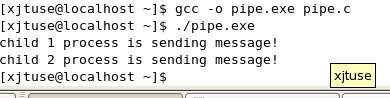 [xjtuse@localhost ~]$ gcc -o pipe.exe pipe.c
[xjtuse@localhost ~]$ ./pipe.exe
child 1 process is sending message!
child 2 process is sending message!
[xjtuse@localhost ~]$
xjtuse